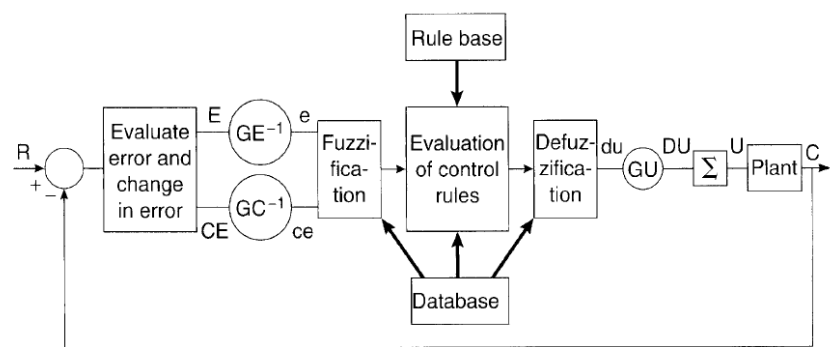 Rule base
R
+
−
Evaluate
error and
change
in error
E
GE⁻¹
e
CE
GC⁻¹
ce
Fuzzi-
fica-
tion
Evaluation
of control
rules
Defuz-
zifica-
tion
du
GU
DU
Σ
U
Plant
C
Database